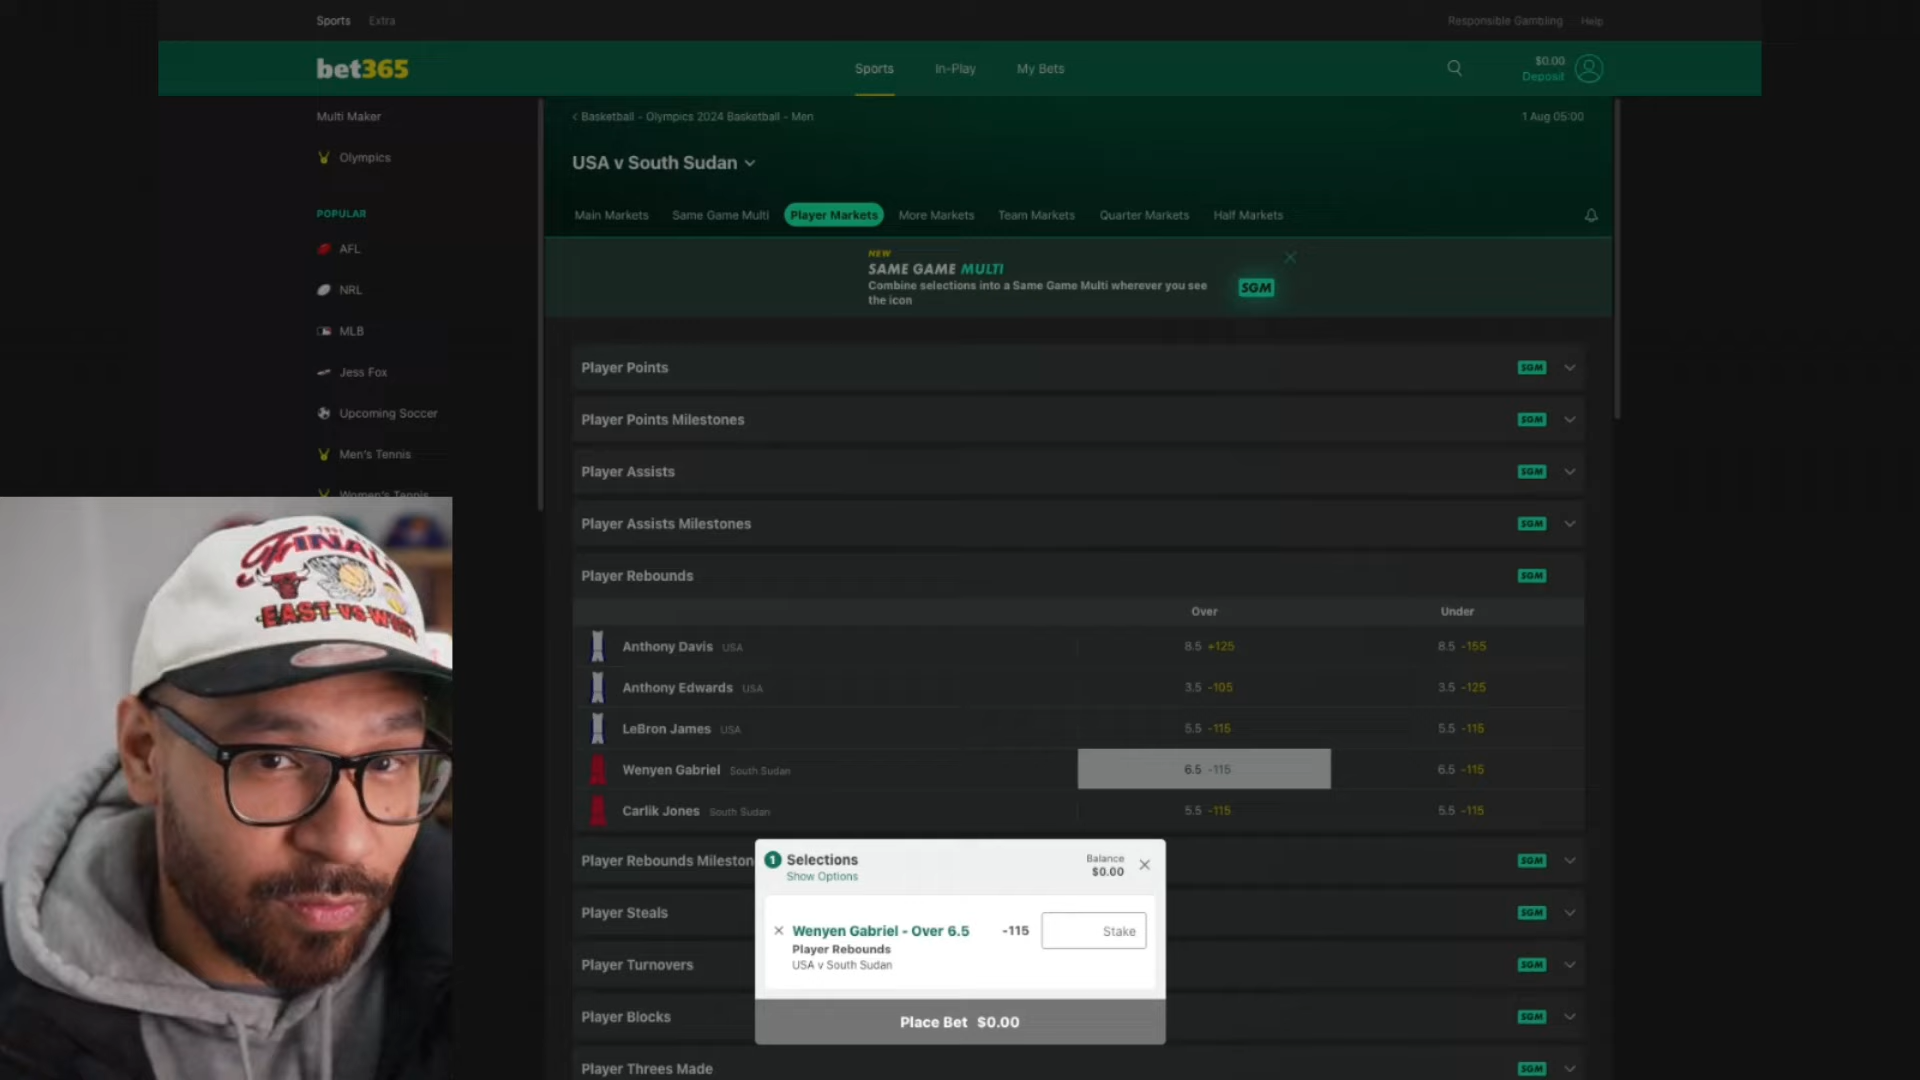 Sports Extra Responsible Gambling Help
bet365 Sports In-Play My Bets $0.00
Deposit
Multi Maker
Olympics
POPULAR
AFL
NRL
MLB
Jess Fox
Upcoming Soccer
Men's Tennis
Women's Tennis
Basketball - Olympics 2024 Basketball - Men 1 Aug 05:00
USA v South Sudan
Main Markets Same Game Multi Player Markets More Markets Team Markets Quarter Markets Half Markets
NEW
SAME GAME MULTI
Combine selections into a Same Game Multi wherever you see
the icon
SGM
Player Points SGM
Player Points Milestones SGM
Player Assists SGM
Player Assists Milestones SGM
Player Rebounds SGM
Over Under
Anthony Davis USA 8.5 +125 8.5 -155
Anthony Edwards USA 3.5 -105 3.5 -125
LeBron James USA 5.5 -115 5.5 -115
Wenyen Gabriel South Sudan 6.5 -115 6.5 -115
Carlik Jones South Sudan 5.5 -115 5.5 -115
Player Rebounds Mileston SGM
Player Steals SGM
Player Turnovers SGM
Player Blocks SGM
Player Threes Made SGM
1 Selections
Show Options
Balance
$0.00
Wenyen Gabriel - Over 6.5 -115 Stake
Player Rebounds
USA v South Sudan
Place Bet $0.00
FINALS
EAST VS WEST